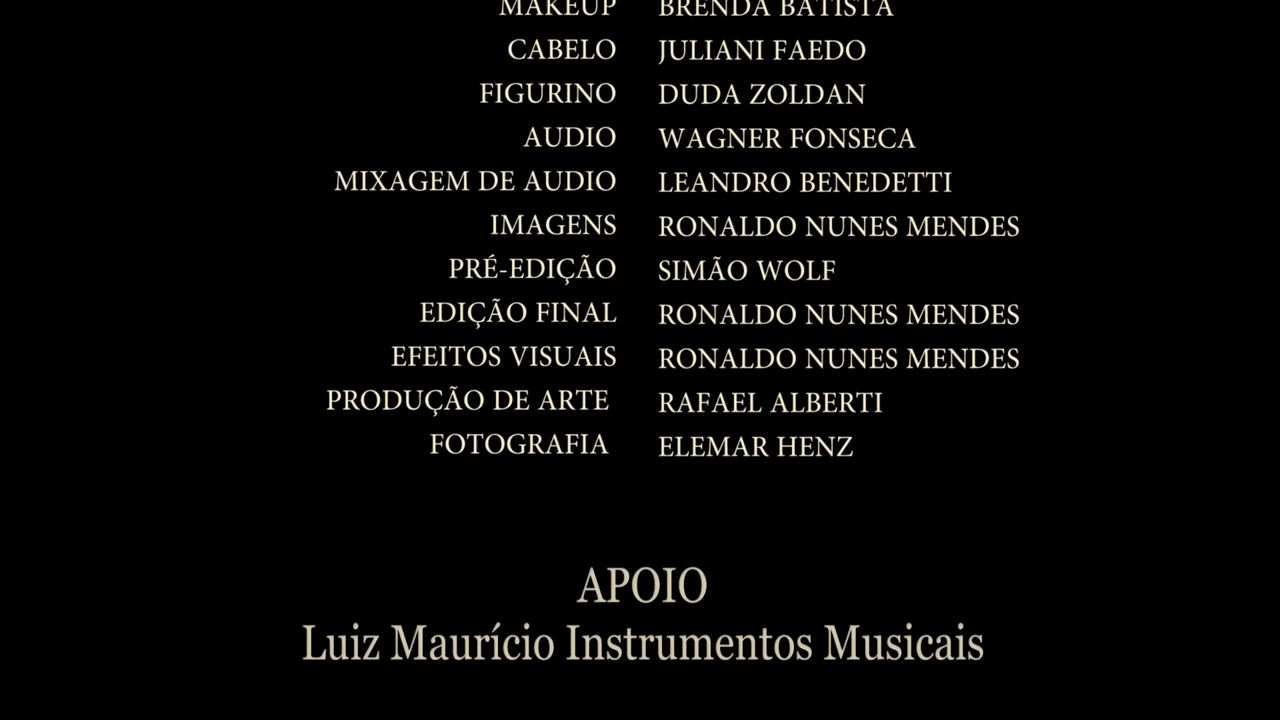 MAKEUP BRENDA BATISTA
CABELO JULIANI FAEDO
FIGURINO DUDA ZOLDAN
AUDIO WAGNER FONSECA
MIXAGEM DE AUDIO LEANDRO BENEDETTI
IMAGENS RONALDO NUNES MENDES
PRÉ-EDIÇÃO SIMÃO WOLF
EDIÇÃO FINAL RONALDO NUNES MENDES
EFEITOS VISUAIS RONALDO NUNES MENDES
PRODUÇÃO DE ARTE RAFAEL ALBERTI
FOTOGRAFIA ELEMAR HENZ
APOIO
Luiz Maurício Instrumentos Musicais